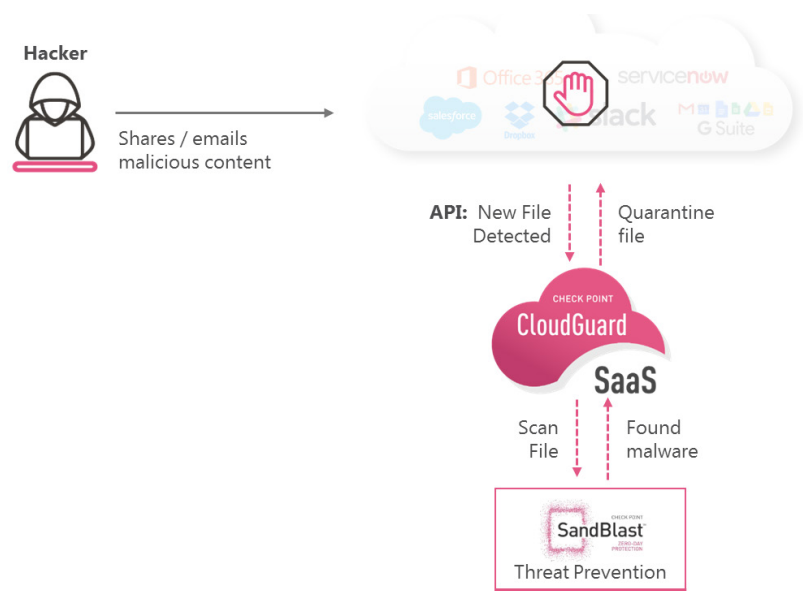 Hacker
Shares / emails
malicious content
Office 365
servicenow
salesforce
Dropbox
slack
G Suite
API: New File
Detected
Quarantine
file
CHECK POINT
CloudGuard
SaaS
Scan
File
Found
malware
CHECK POINT
SandBlast
ZERO-DAY
PROTECTION
Threat Prevention